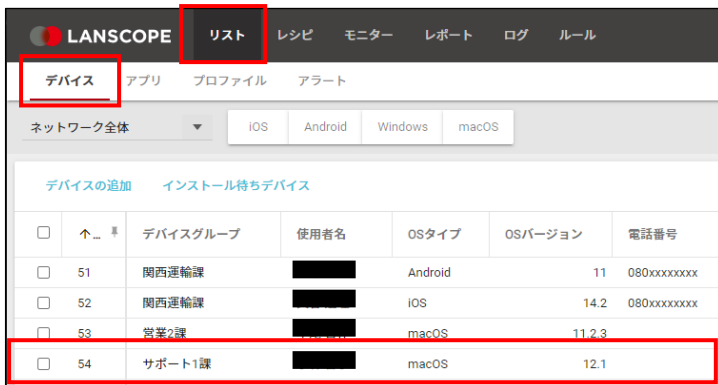 LANSCOPE リスト レシピ モニター レポート ログ ルール
デバイス アプリ プロファイル アラート
ネットワーク全体 iOS Android Windows macOS
デバイスの追加 インストール待ちデバイス
↑... デバイスグループ 使用者名 OSタイプ OSバージョン 電話番号
51 関西運輸課 Android 11 080xxxxxxxx
52 関西運輸課 iOS 14.2 080xxxxxxxx
53 営業2課 macOS 11.2.3
54 サポート1課 macOS 12.1